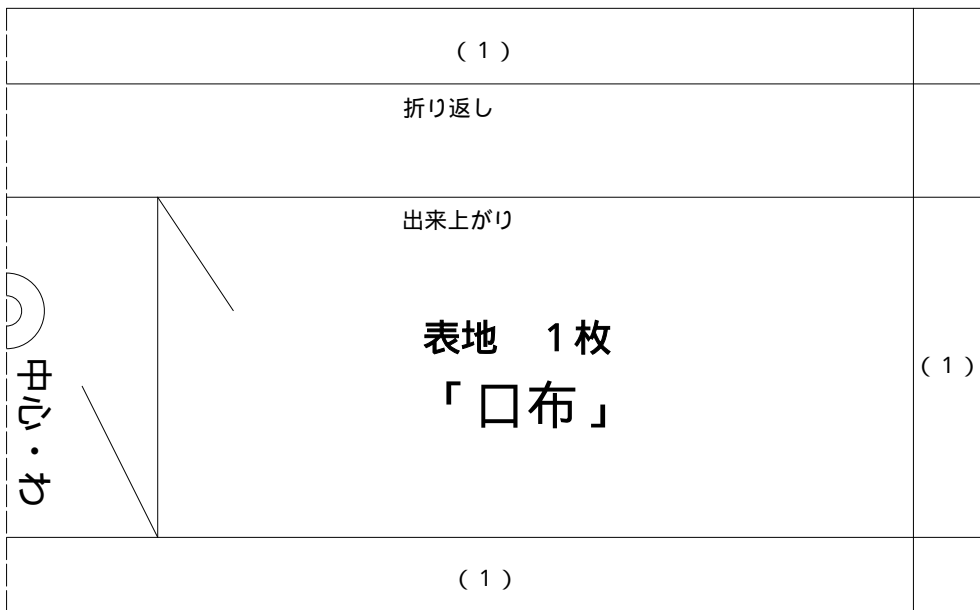 (1)
折り返し
出来上がり
表地 1枚
「口布」
(1)
中心・わ
(1)